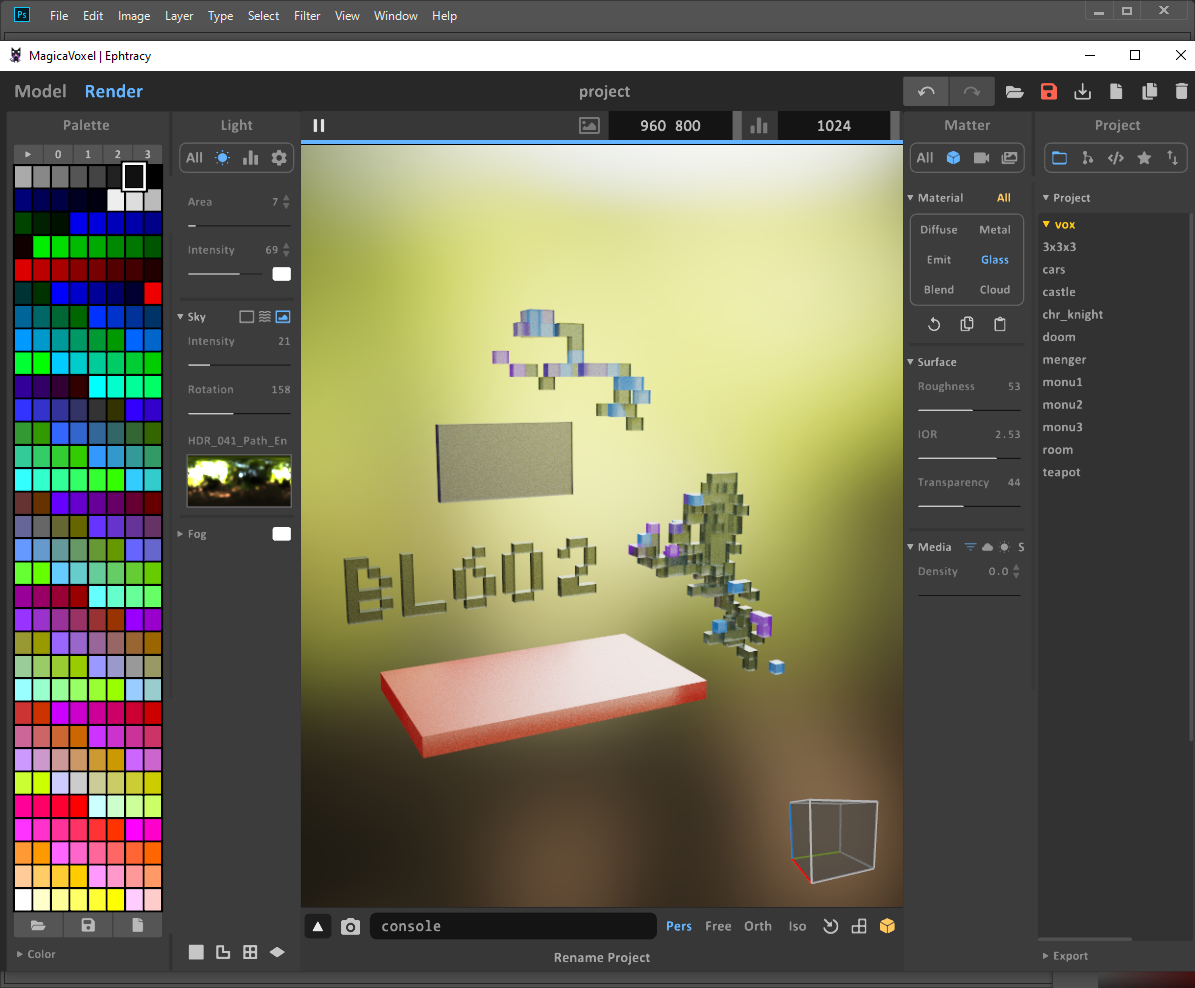 Ps File Edit Image Layer Type Select Filter View Window Help
MagicaVoxel | Ephtracy
Model Render project
Palette Light 960 800 1024 Matter Project
0 1 2 3
All
All
Area 7
Intensity 69
Sky
Intensity 21
Rotation 158
HDR_041_Path_En
Fog
Material All
Diffuse Metal
Emit Glass
Blend Cloud
Surface
Roughness 53
IOR 2.53
Transparency 44
Media S
Density 0.0
Project
vox
3x3x3
cars
castle
chr_knight
doom
menger
monu1
monu2
monu3
room
teapot
BL602
console Pers Free Orth Iso
Color Rename Project Export